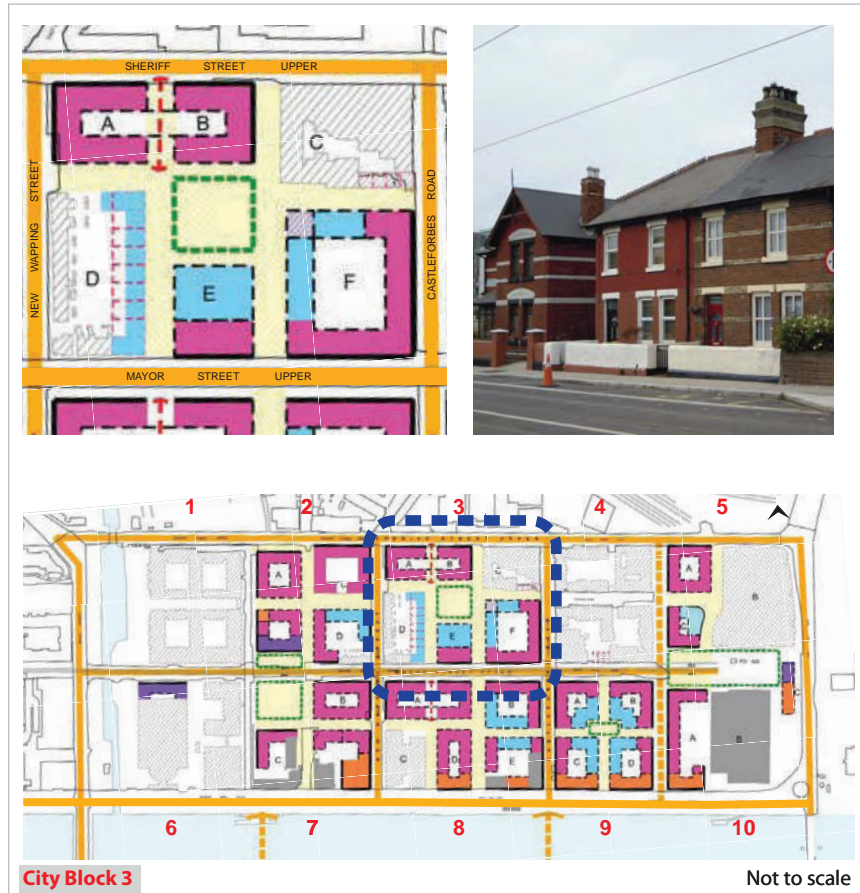 SHERIFF STREET UPPER
A B
C
NEW WAPPING STREET
CASTLEFORBES ROAD
D
E
F
MAYOR STREET UPPER
1 2 3 4 5
A
A B
C
A
B
D
D
E
F
C
B
A
B
A
B
A
B
C
D
C
D
E
C
D
B
6 7 8 9 10
City Block 3
Not to scale